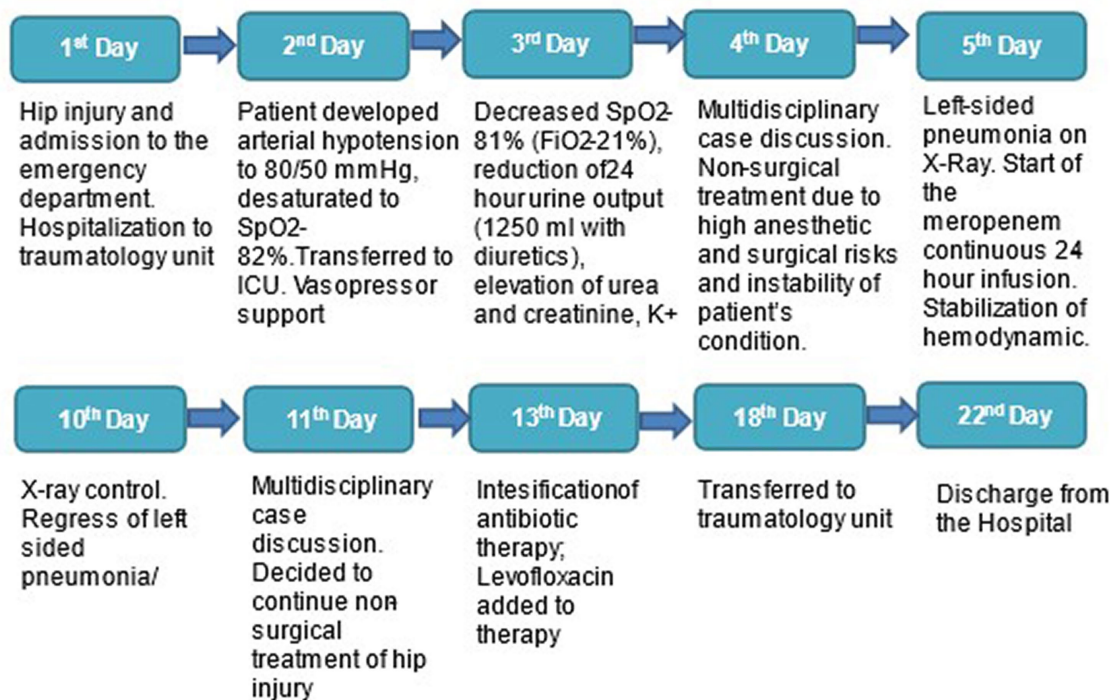 1st Day
Hip injury and
admission to the
emergency
department.
Hospitalization to
traumatology unit
2nd Day
Patient developed
arterial hypotension
to 80/50 mmHg,
desaturated to
SpO2-
82%.Transferred to
ICU. Vasopressor
support
3rd Day
Decreased SpO2-
81% (FiO2-21%),
reduction of24
hour urine output
(1250 ml with
diuretics),
elevation of urea
and creatinine, K+
4th Day
Multidisciplinary
case discussion.
Non-surgical
treatment due to
high anesthetic
and surgical risks
and instability of
patient's
condition.
5th Day
Left-sided
pneumonia on
X-Ray. Start of
the
meropenem
continuous 24
hour infusion.
Stabilization of
hemodynamic.
10th Day
X-ray control.
Regress of left
sided
pneumonia/
11th Day
Multidisciplinary
case
discussion.
Decided to
continue non
surgical
treatment of hip
injury
13th Day
Intesificationof
antibiotic
therapy;
Levofloxacin
added to
therapy
18th Day
Transferred to
traumatology unit
22nd Day
Discharge from
the Hospital